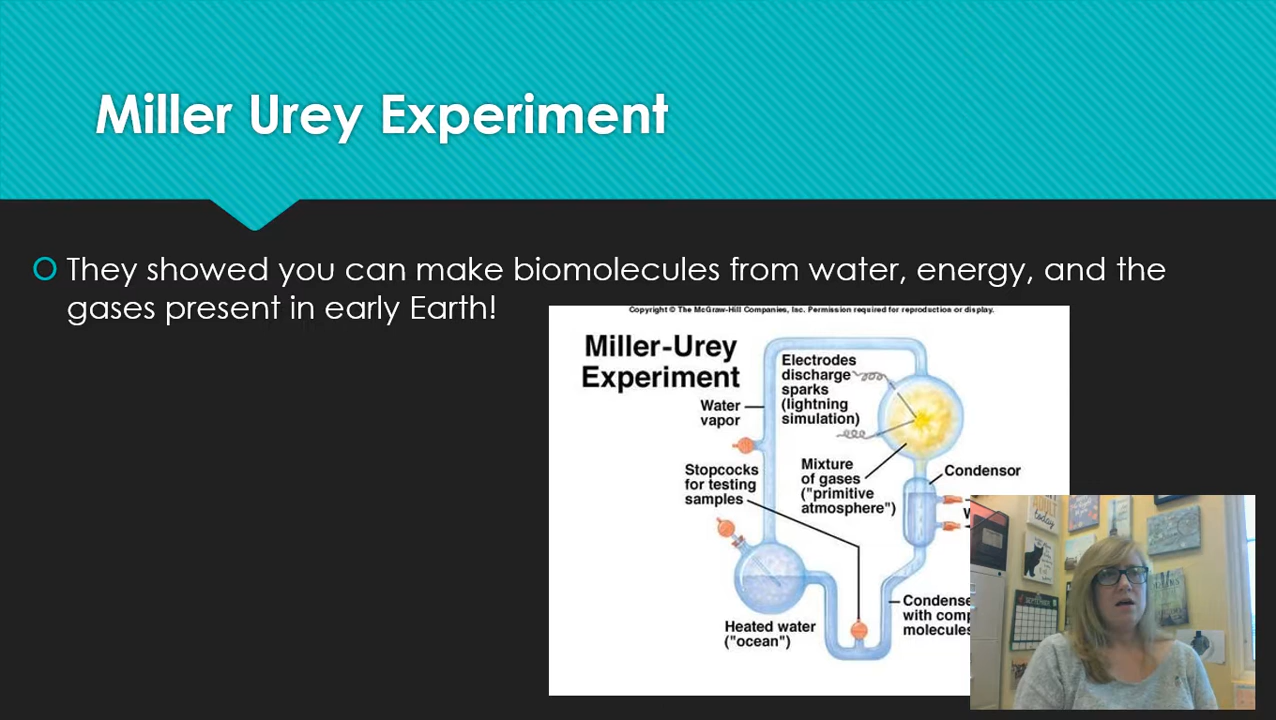 Miller Urey Experiment
They showed you can make biomolecules from water, energy, and the
gases present in early Earth!
Copyright © The McGraw-Hill Companies, Inc. Permission required for reproduction or display.
Miller-Urey
Experiment
Electrodes
discharge
sparks
(lightning
simulation)
Water
vapor
Stopcocks
for testing
samples
Mixture
of gases
("primitive
atmosphere")
Condensor
Heated water
("ocean")
with
molecules
today
SEPTEMBER